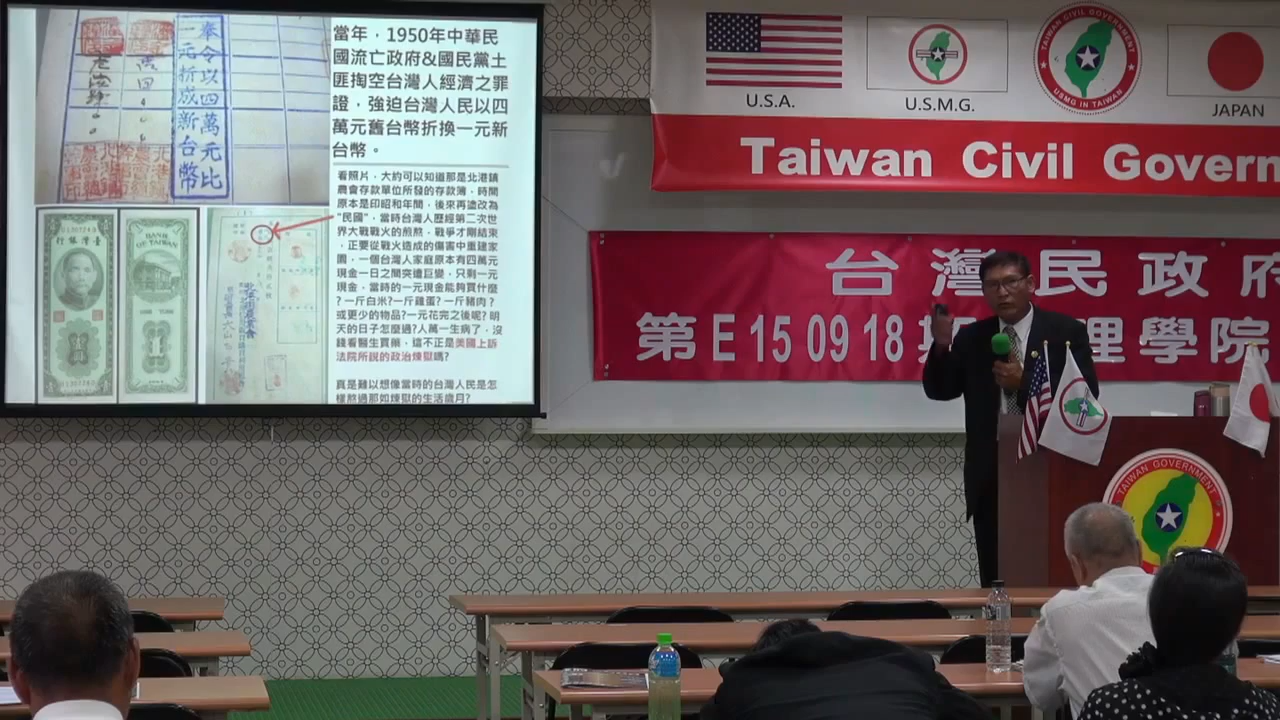 奉令以四萬元比
一元折成新台幣
當年，1950年中華民
國流亡政府&國民黨土
匪掏空台灣人經濟之罪
證，強迫台灣人民以四
萬元舊台幣折換一元新
台幣。
看照片，大約可以知道那是北港鎮
農會存款單位所發的存款簿，時間
原本是印昭和年間，後來再塗改為
"民國"，當時台灣人歷經第二次世
界大戰戰火的煎熬，戰爭才剛結束
，正要從戰火造成的傷害中重建家
園，一個台灣人家庭原本有四萬元
現金一日之間突遭巨變，只剩一元
現金，當時的一元現金能夠買什麼
?一斤白米?一斤雞蛋?一斤豬肉?
或更少的物品?一元花完之後呢?明
天的日子怎麼過?人萬一生病了，沒
錢看醫生買藥，這不正是美國上訴
法院所說的政治煉獄嗎?
真是難以想像當時的台灣人民是怎
樣熬過那如煉獄的生活歲月?
行銀灣臺
BANK
OF TAIWAN
U.S.A.
U.S.M.G.
TAIWAN CIVIL GOVERNMENT
USMG IN TAIWAN
JAPAN
Taiwan Civil Govern
台灣民政府
第E 15 09 18 期 理學院
TAIWAN GOVERNMENT